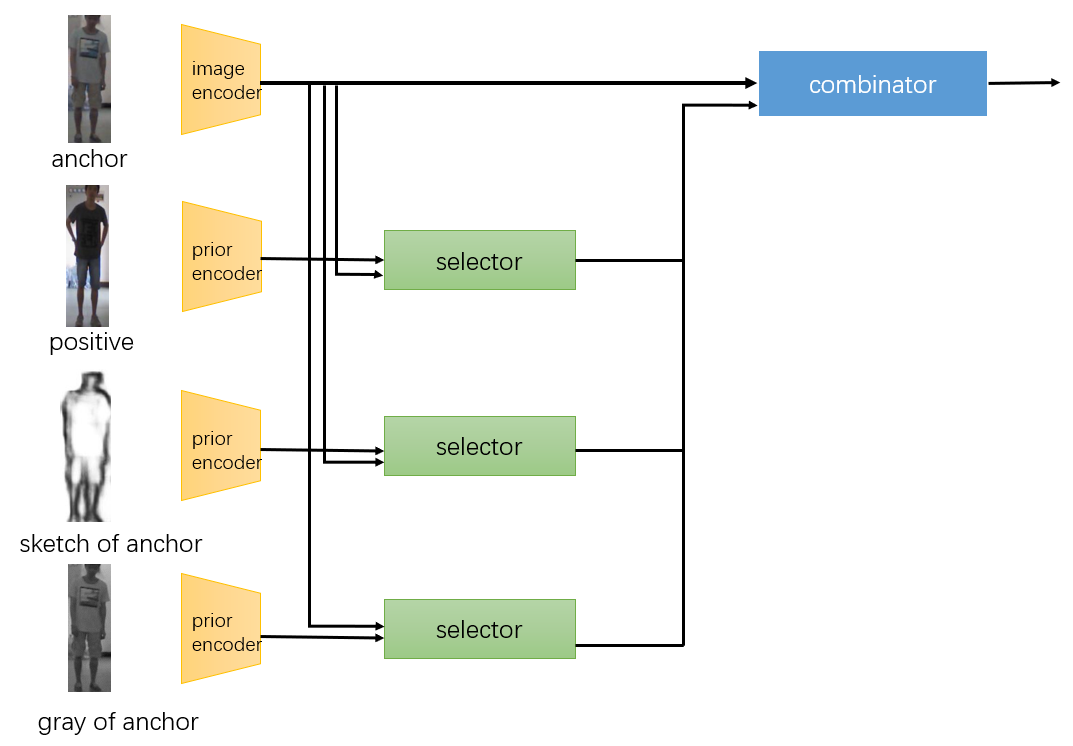 image
encoder
combinator
anchor
prior
encoder
selector
positive
prior
encoder
selector
sketch of anchor
prior
encoder
selector
gray of anchor